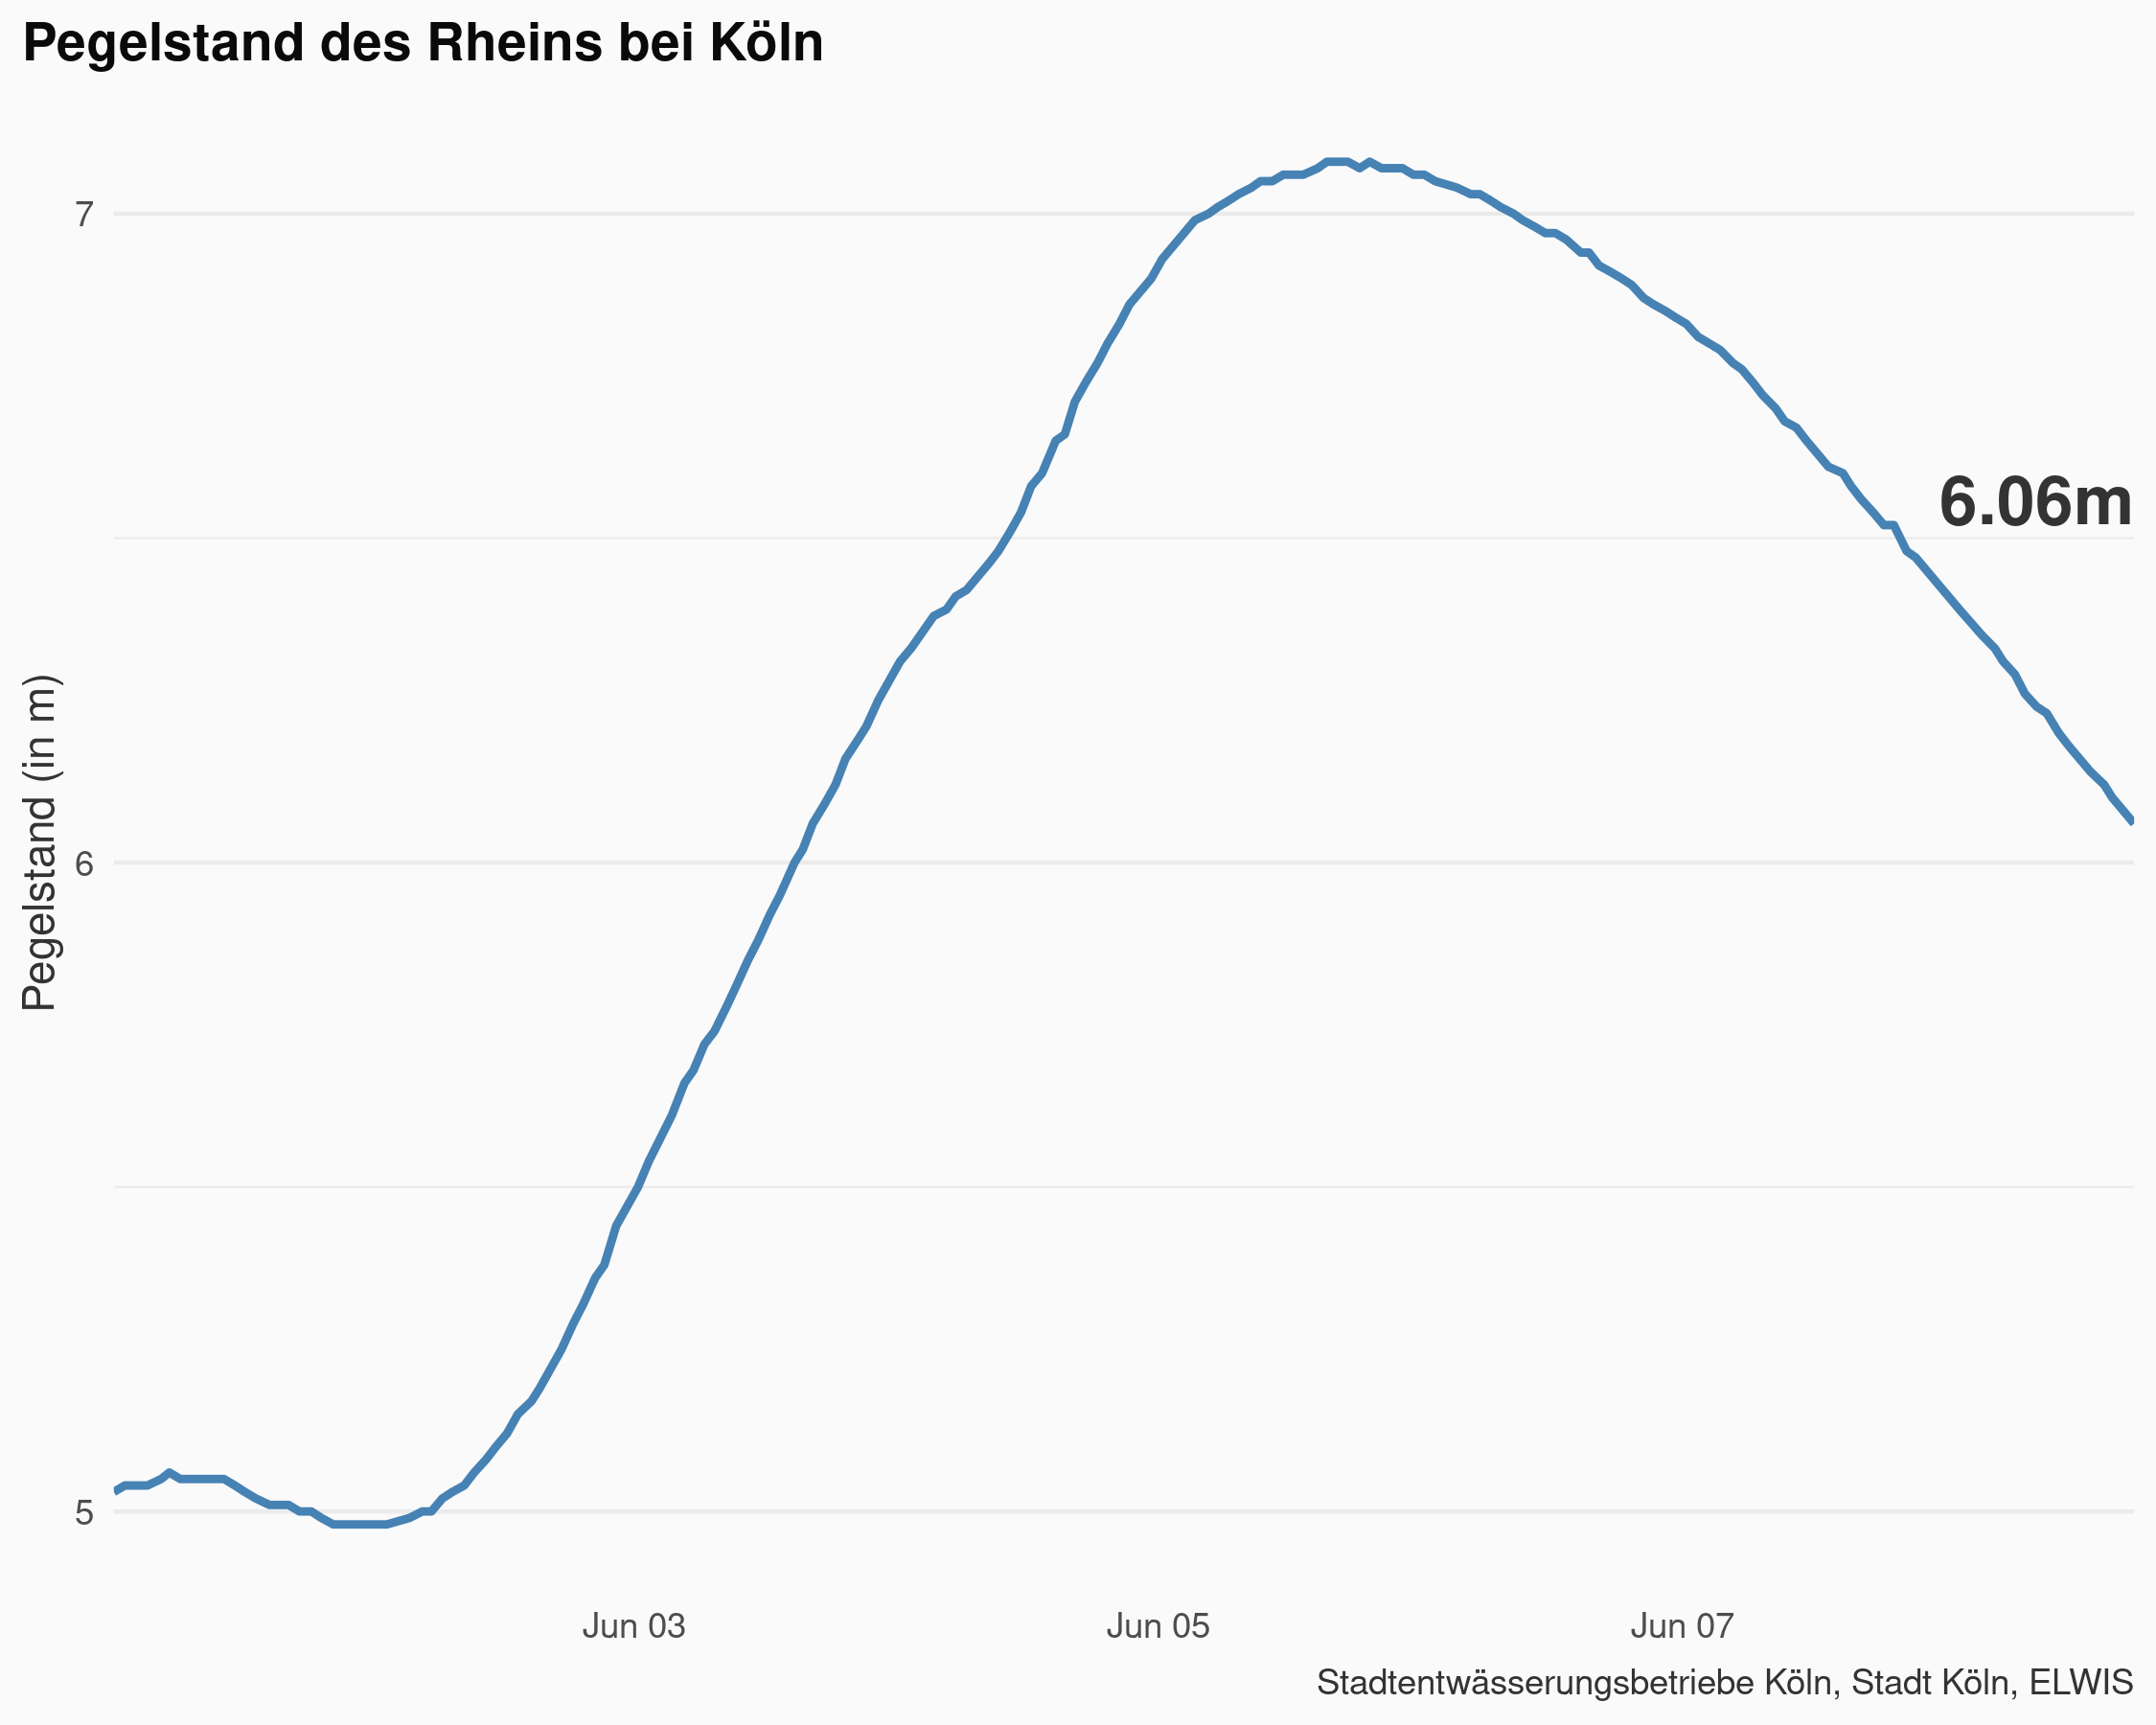 Pegelstand des Rheins bei Köln
Pegelstand (in m)
7
6
5
6.06m
Jun 03
Jun 05
Jun 07
Stadtentwässerungsbetriebe Köln, Stadt Köln, ELWIS